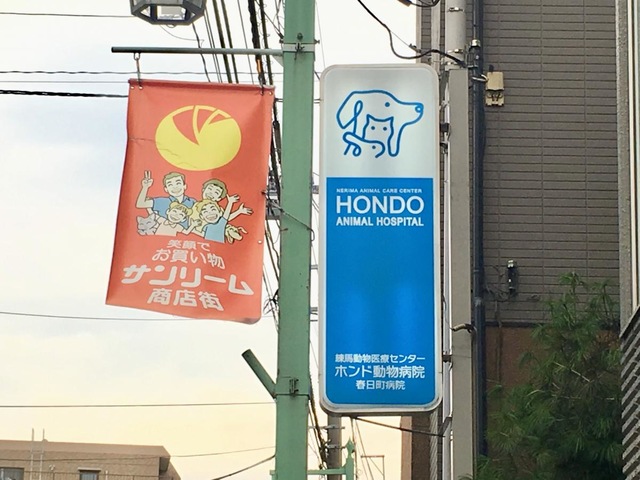 笑顔で
お買い物
サンリーム
商店街
NERIMA ANIMAL CARE CENTER
HONDO
ANIMAL HOSPITAL
練馬動物医療センター
ホンド動物病院
春日町病院